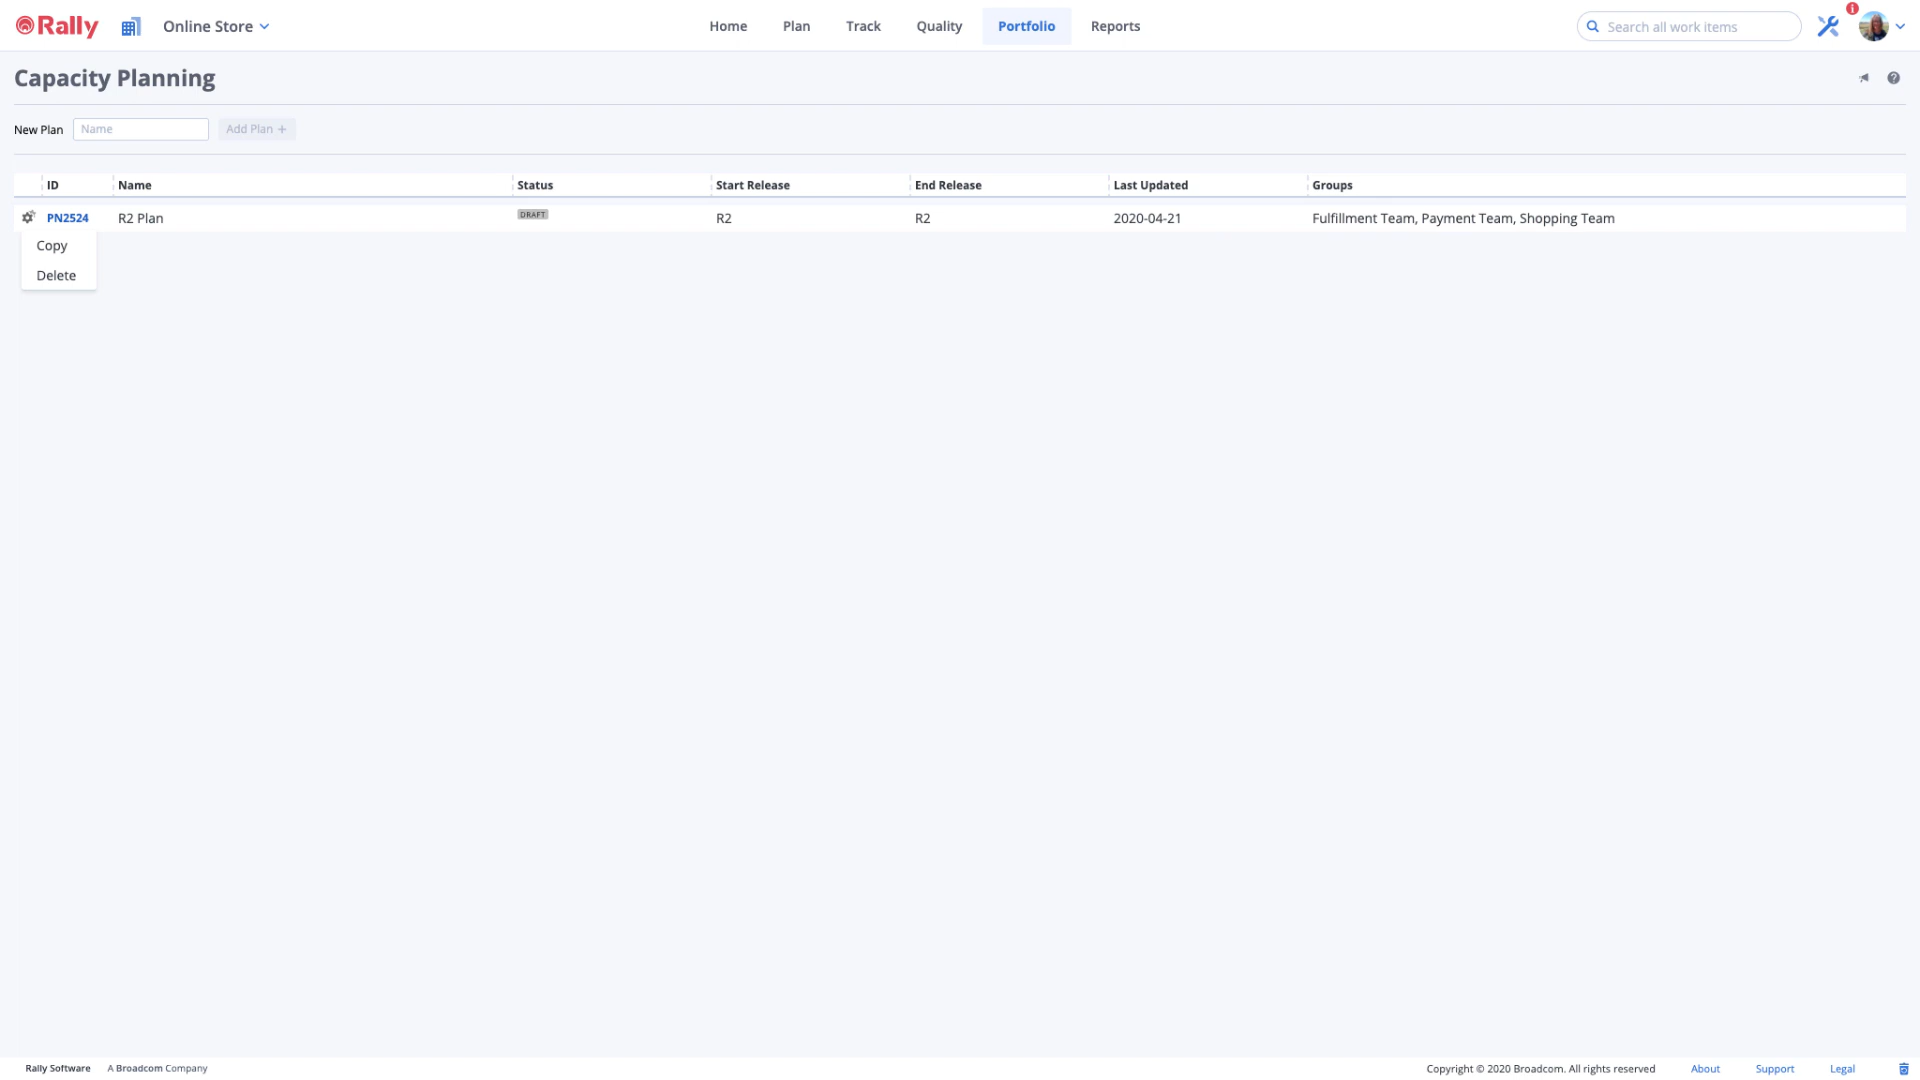 Rally Online Store Home Plan Track Quality Portfolio Reports Search all work items
Capacity Planning
New Plan Name Add Plan +
ID Name Status Start Release End Release Last Updated Groups
PN2524 R2 Plan DRAFT R2 R2 2020-04-21 Fulfillment Team, Payment Team, Shopping Team
Copy
Delete
Rally Software A Broadcom Company Copyright © 2020 Broadcom. All rights reserved About Support Legal